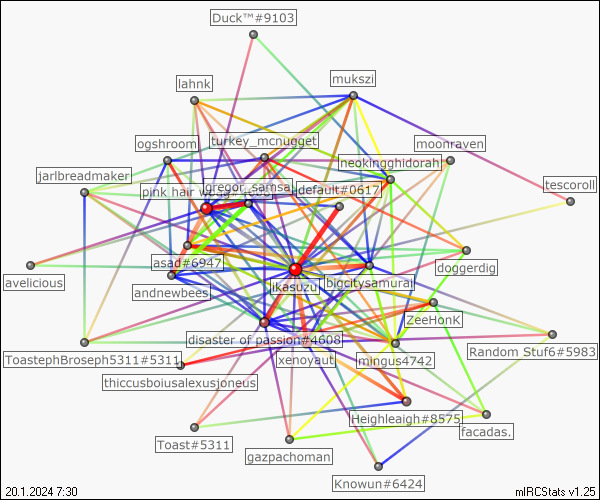 Duck™#9103
lahnk
mukszi
ogshroom
turkey_mcnugget
neokingghidorah
moonraven
jarlbreadmaker
pink hair
gregor_samsa
default#0617
tescoroll
asad#6947
doggerdig
avelicious
andnewbees
ikasuzu
bigcitysamurai
ZeeHonK
disaster of passion#4608
ToastephBroseph5311#5311
xenoyaut
mingus4742
Random Stuf6#5983
thiccusboiusalexusjoneus
Heighleaigh#8575
Toast#5311
facadas.
gazpachoman
Knowun#6424
20.1.2024 7:30
mIRCStats v1.25